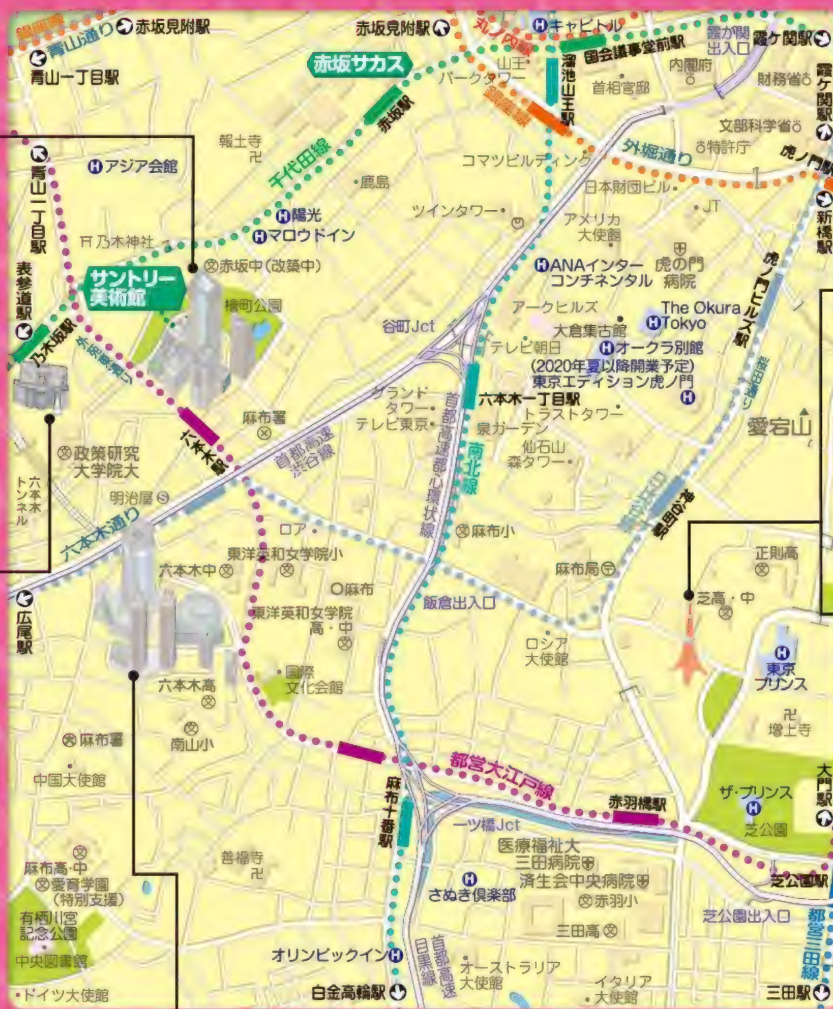 銀座線
青山通り
赤坂見附駅
赤坂見附駅
丸ノ内線
キャピトル
霞が関
出入口
霞ケ関駅
青山一丁目駅
赤坂サカス
山王
パークタワー
国会議事堂前駅
溜池山王駅
首相官邸
内閣府
財務省
霞ケ関駅
赤坂駅
銀座線
文部科学省
特許庁
外堀通り
虎ノ門駅
報土寺
千代田線
コマツビルディング
青山一丁目駅
アジア会館
鹿島
日本財団ビル
新橋駅
陽光
ツインタワー
JT
アメリカ
大使館
乃木神社
マロウドイン
虎ノ門ヒルズ駅
表参道駅
サントリー
美術館
赤坂中(改築中)
ANAインター
コンチネンタル
虎の門
病院
檜町公園
アークヒルズ
The Okura
Tokyo
大倉集古館
乃木坂駅
外苑東通り
谷町Jct
テレビ朝日
オークラ別館
(2020年夏以降開業予定)
東京エディション虎ノ門
桜田通り
グランド
タワー
テレビ東京
六本木一丁目駅
トラストタワー
泉ガーデン
愛宕山
六本木駅
麻布署
首都高速
渋谷線
首都高速都心環状線
南北線
仙石山
森タワー
政策研究
大学院大
六本木
トンネル
明治屋
日比谷線
神谷町駅
六本木通り
ロア
麻布小
東洋英和女学院小
六本木中
麻布
麻布局
正則高
芝高・中
飯倉出入口
広尾駅
東洋英和女学院
高・中
ロシア
大使館
東京
プリンス
国際
文化会館
六本木高
増上寺
麻布署
南山小
都営大江戸線
大門駅
中国大使館
麻布十番駅
赤羽橋駅
ザ・プリンス
芝公園
一ツ橋Jct
医療福祉大
三田病院
善福寺
済生会中央病院
芝公園駅
麻布高・中
愛育学園
(特別支援)
さぬき倶楽部
赤羽小
芝公園出入口
有栖川宮
記念公園
三田高
都営三田線
中央図書館
オリンピックイン
首都高速
目黒線
オーストラリア
大使館
イタリア
大使館
ドイツ大使館
白金高輪駅
三田駅